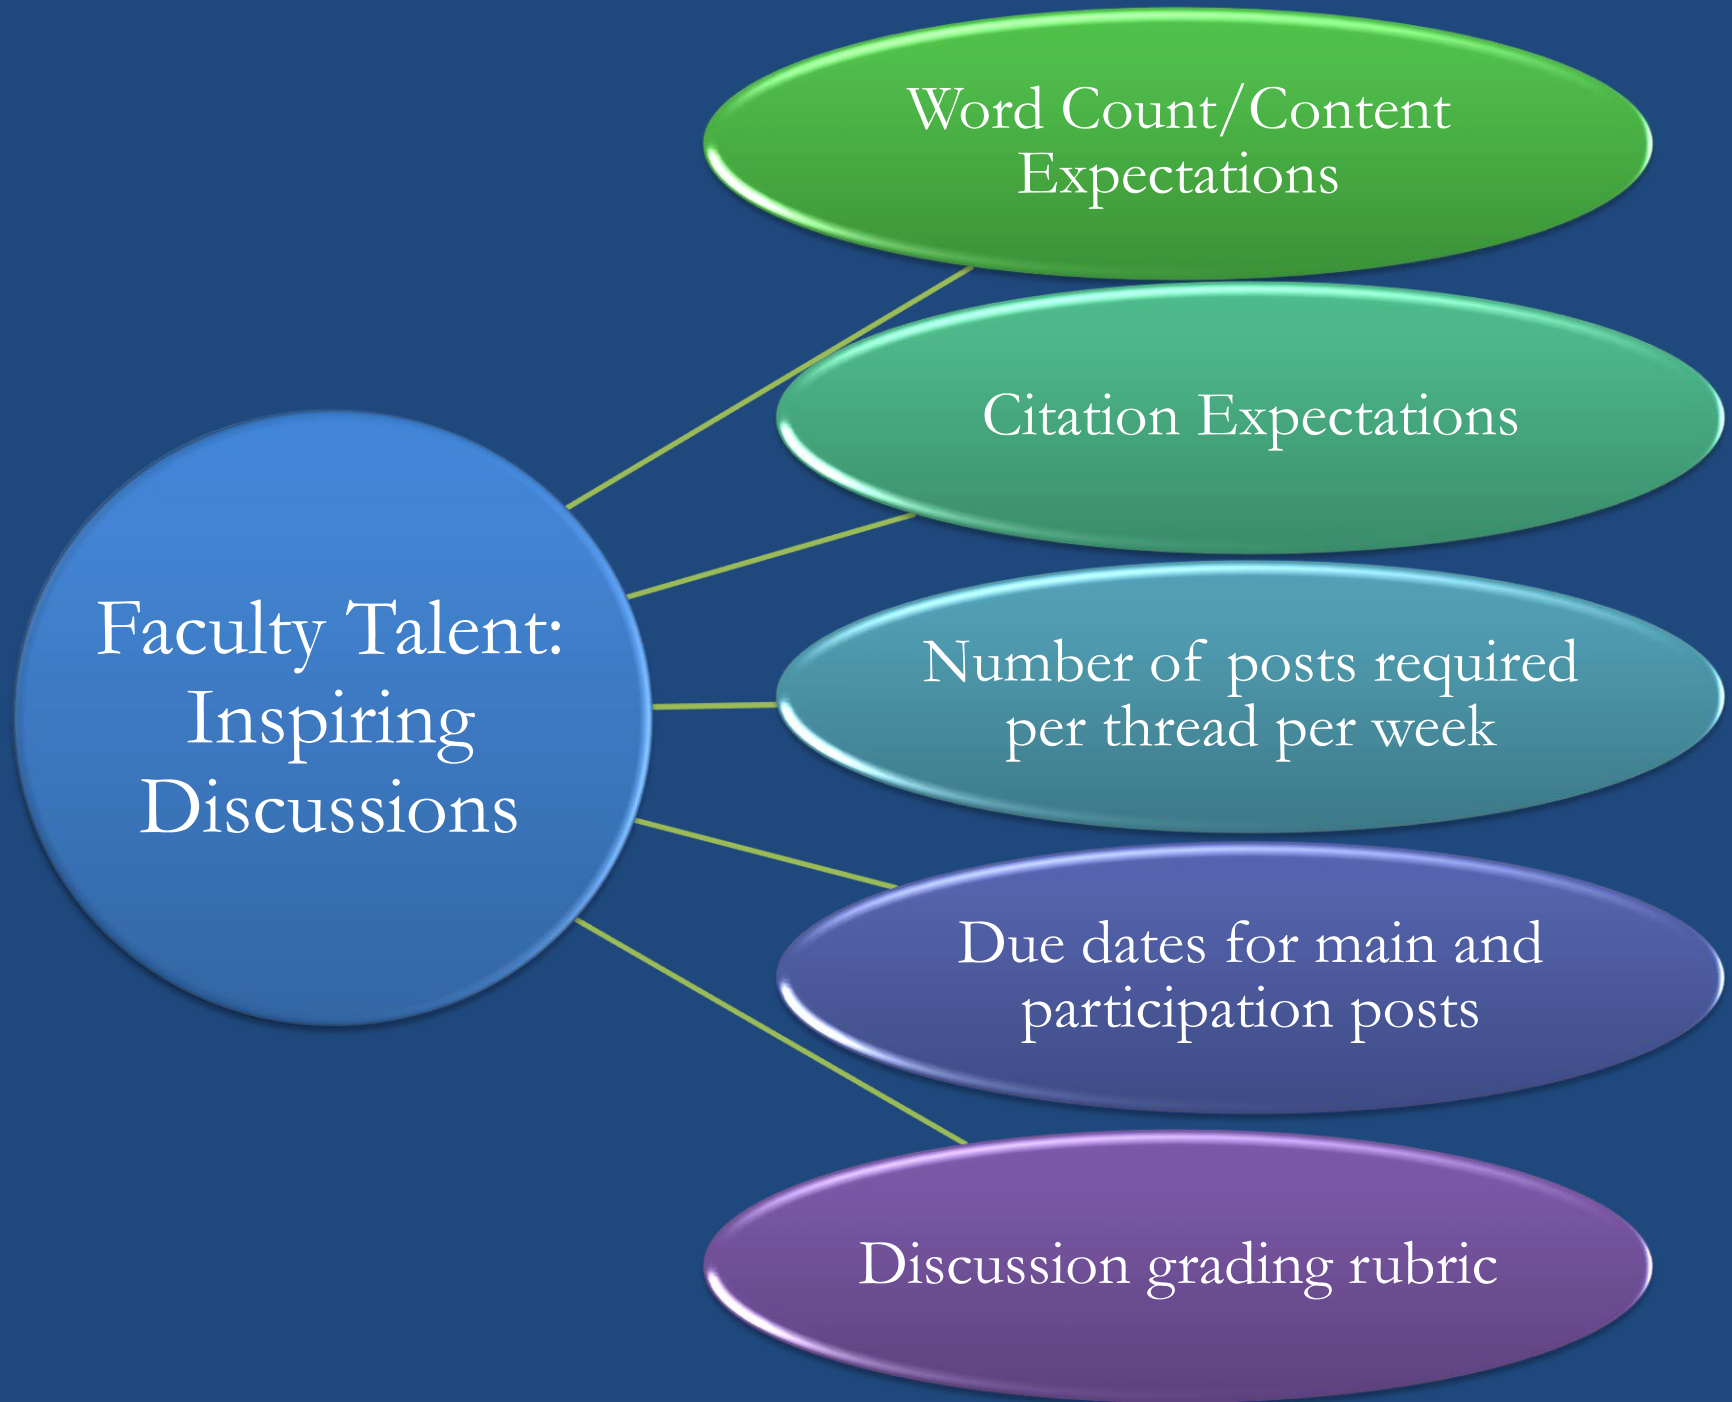 Word Count/Content
Expectations
Citation Expectations
Faculty Talent:
Inspiring
Discussions
Number of posts required
per thread per week
Due dates for main and
participation posts
Discussion grading rubric